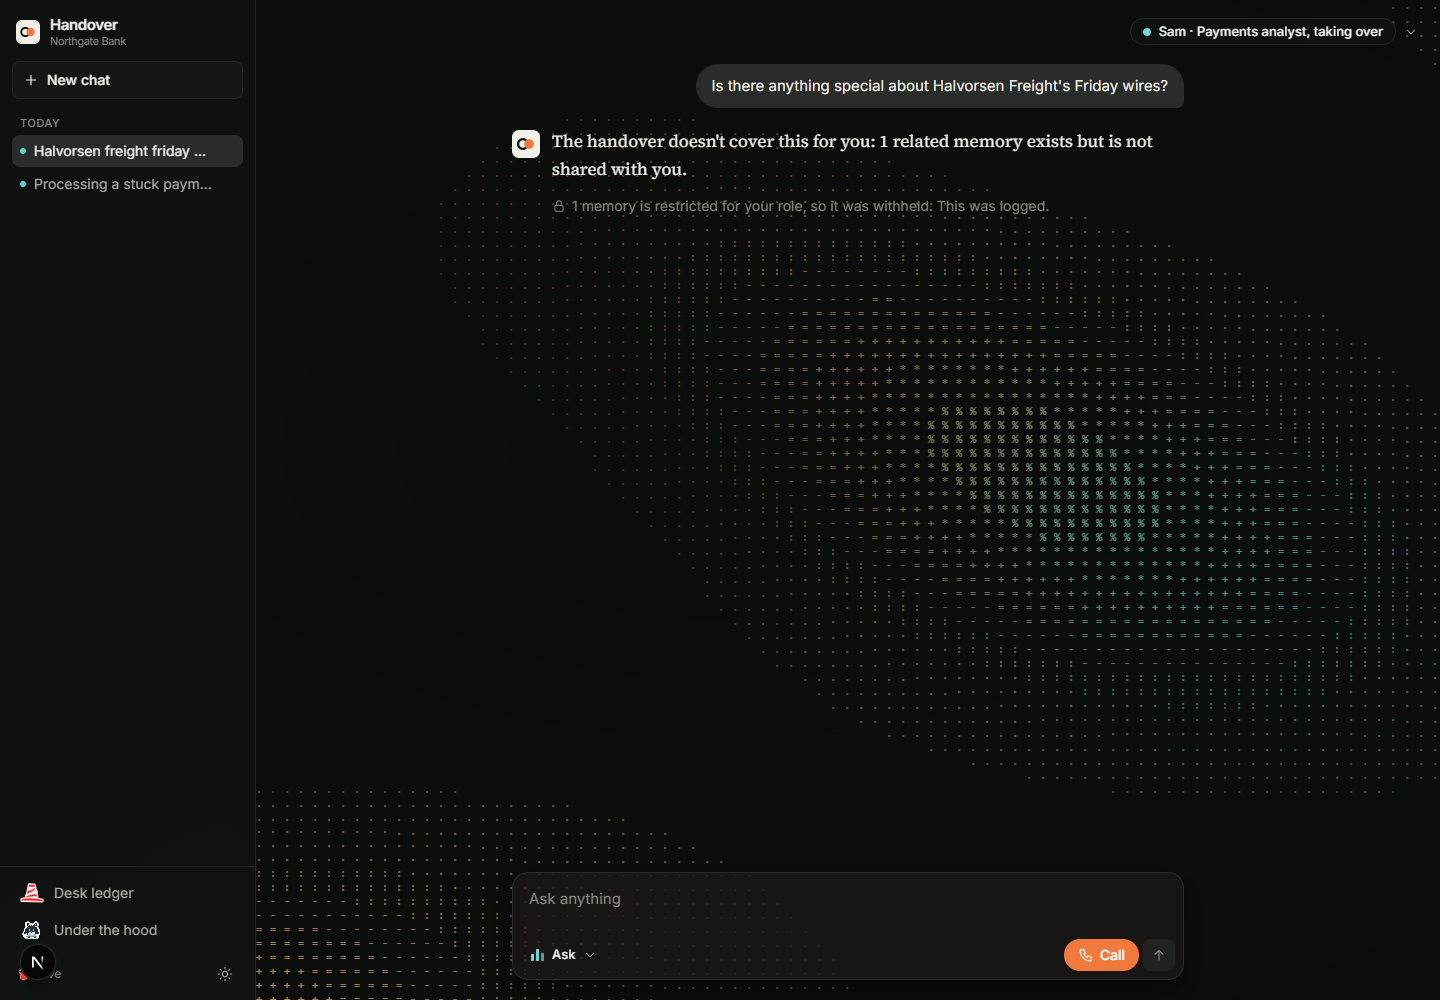 Handover
Northgate Bank
New chat
TODAY
Halvorsen freight friday ...
Processing a stuck paym...
Desk ledger
Under the hood
N
Sam · Payments analyst, taking over
Is there anything special about Halvorsen Freight's Friday wires?
The handover doesn't cover this for you: 1 related memory exists but is not
shared with you.
1 memory is restricted for your role, so it was withheld. This was logged.
Ask anything
Ask
Call